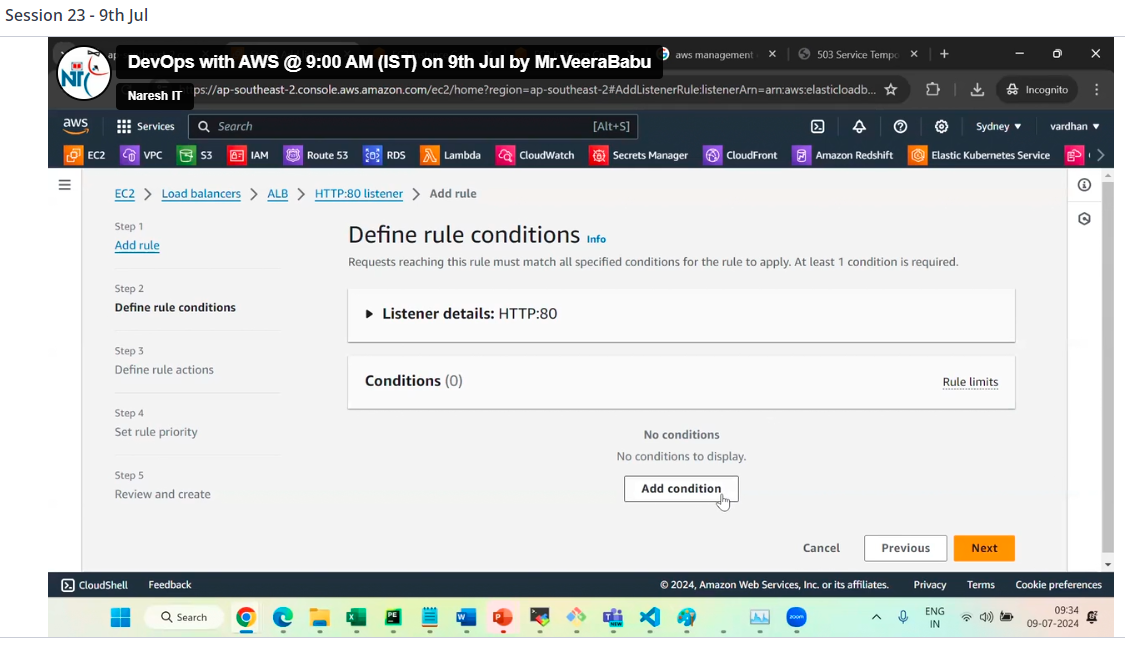 Session 23 - 9th Jul
DevOps with AWS @ 9:00 AM (IST) on 9th Jul by Mr.VeeraBabu
aws management
503 Service Tempo
Naresh IT
ps://ap-southeast-2.console.aws.amazon.com/ec2/home?region=ap-southeast-2#AddListenerRule:listenerArn=arn:aws:elasticloadb...
Incognito
aws
Services
Search
[Alt+S]
Sydney
vardhan
EC2
VPC
S3
IAM
Route 53
RDS
Lambda
CloudWatch
Secrets Manager
CloudFront
Amazon Redshift
Elastic Kubernetes Service
EC2 > Load balancers > ALB > HTTP:80 listener > Add rule
Step 1
Add rule
Step 2
Define rule conditions
Step 3
Define rule actions
Step 4
Set rule priority
Step 5
Review and create
Define rule conditions Info
Requests reaching this rule must match all specified conditions for the rule to apply. At least 1 condition is required.
Listener details: HTTP:80
Conditions (0)
Rule limits
No conditions
No conditions to display.
Add condition
Cancel
Previous
Next
CloudShell
Feedback
© 2024, Amazon Web Services, Inc. or its affiliates.
Privacy
Terms
Cookie preferences
Search
ENG
IN
09:34
09-07-2024